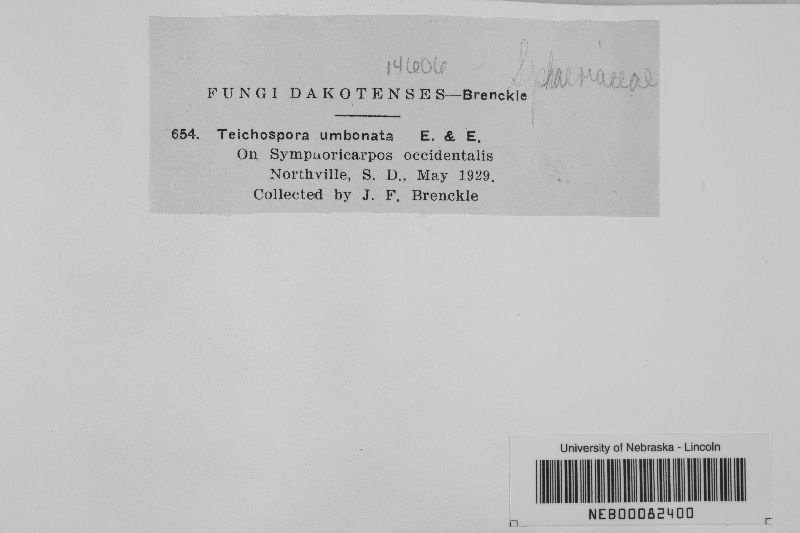 14606
Sphaeriaceae
FUNGI DAKOTENSES—Brenckle
654. Teichospora umbonata E. & E.
On Symphoricarpos occidentalis
Northville, S. D., May 1929.
Collected by J. F. Brenckle
University of Nebraska - Lincoln
NEB00082400